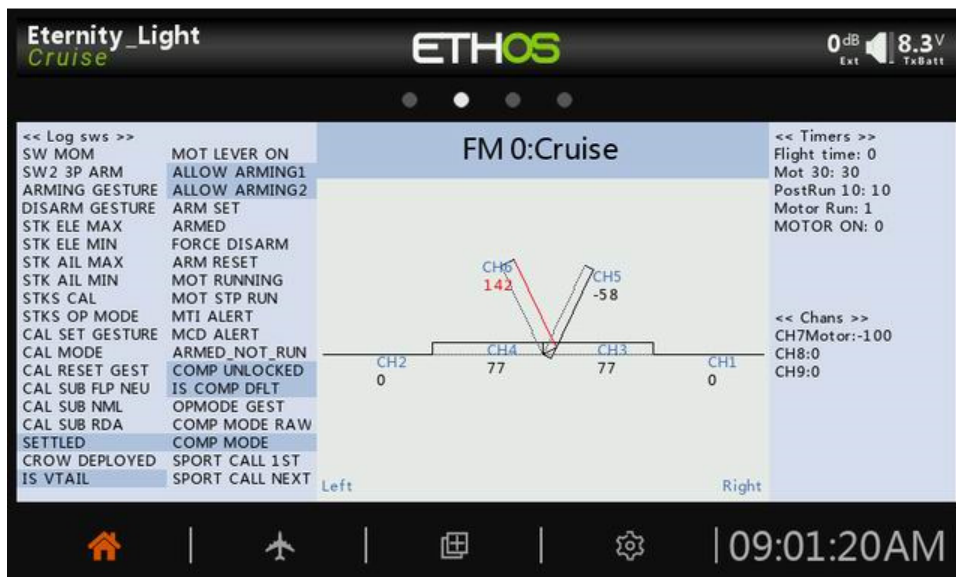 Eternity_Light
Cruise
ETHOS
0dB
Ext
8.3V
TxBatt
<< Log sws >>
SW MOM
SW2 3P ARM
ARMING GESTURE
DISARM GESTURE
STK ELE MAX
STK ELE MIN
STK AIL MAX
STK AIL MIN
STKS CAL
STKS OP MODE
CAL SET GESTURE
CAL MODE
CAL RESET GEST
CAL SUB FLP NEU
CAL SUB NML
CAL SUB RDA
SETTLED
CROW DEPLOYED
IS VTAIL
MOT LEVER ON
ALLOW ARMING1
ALLOW ARMING2
ARM SET
ARMED
FORCE DISARM
ARM RESET
MOT RUNNING
MOT STP RUN
MTI ALERT
MCD ALERT
ARMED_NOT_RUN
COMP UNLOCKED
IS COMP DFLT
OPMODE GEST
COMP MODE RAW
COMP MODE
SPORT CALL 1ST
SPORT CALL NEXT
FM 0:Cruise
CH6
142
CH5
-58
CH2
0
CH4
77
CH3
77
CH1
0
Left
Right
<< Timers >>
Flight time: 0
Mot 30: 30
PostRun 10: 10
Motor Run: 1
MOTOR ON: 0
<< Chans >>
CH7Motor:-100
CH8:0
CH9:0
09:01:20AM